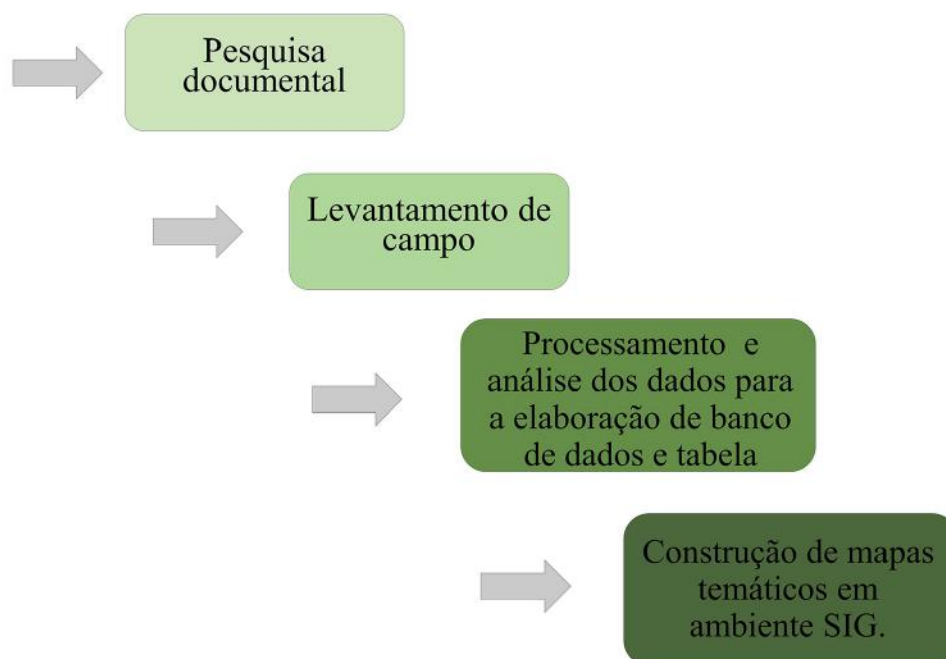 Pesquisa
documental
Levantamento de
campo
Processamento e
análise dos dados para
a elaboração de banco
de dados e tabela
Construção de mapas
temáticos em
ambiente SIG.